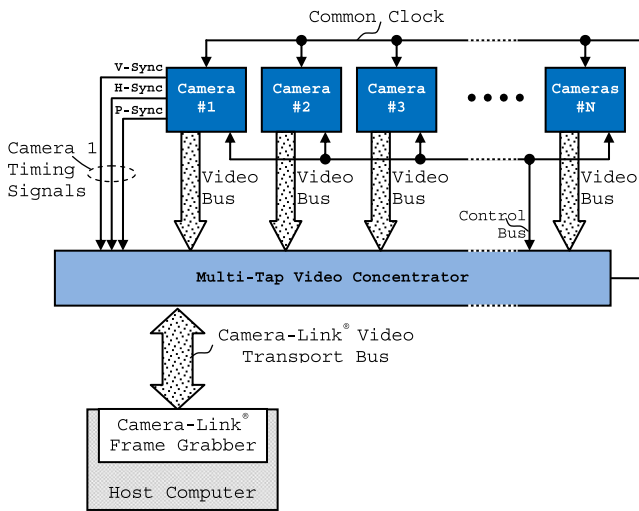 Common Clock
V-Sync
H-Sync
P-Sync
Camera
#1
Camera
#2
Camera
#3
Cameras
#N
Camera 1
Timing
Signals
Video
Bus
Video
Bus
Video
Bus
Control
Bus
Video
Bus
Multi-Tap Video Concentrator
Camera-Link® Video
Transport Bus
Camera-Link®
Frame Grabber
Host Computer